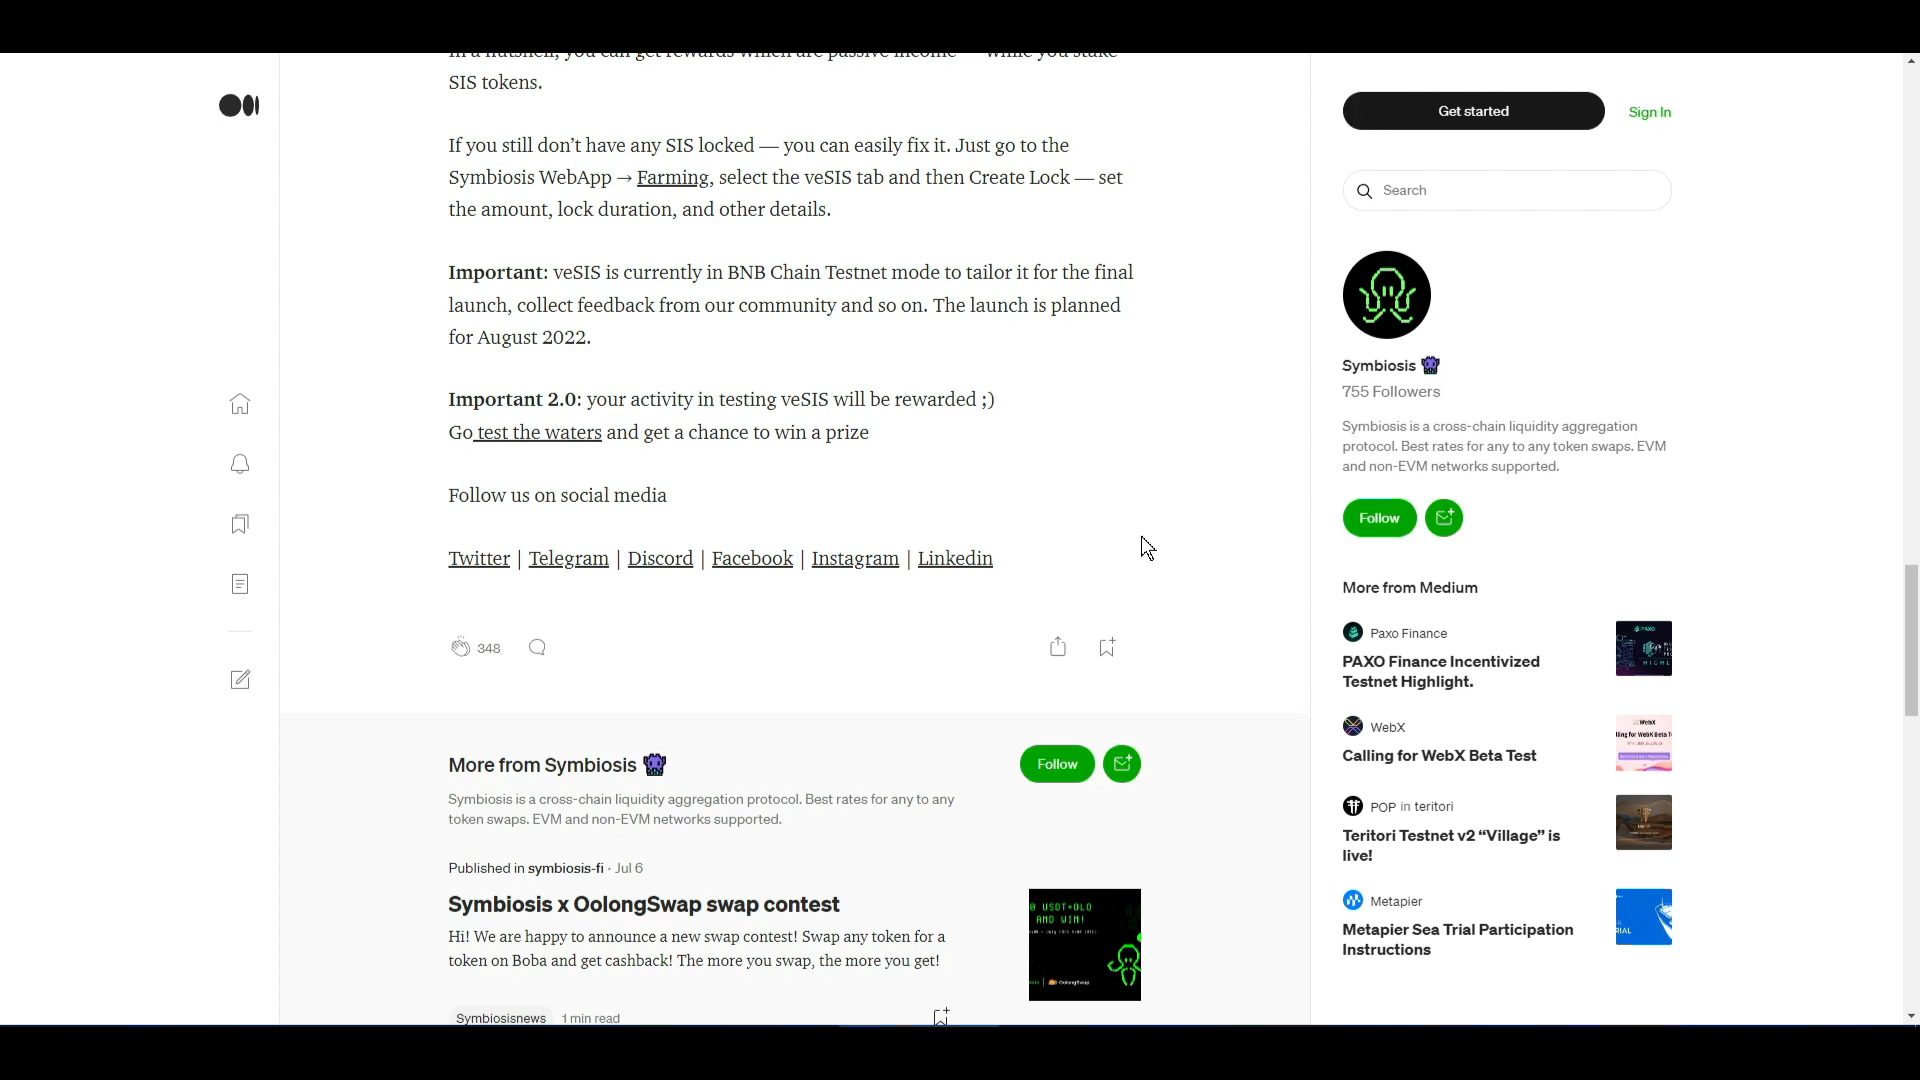 SIS tokens.
If you still don’t have any SIS locked — you can easily fix it. Just go to the
Symbiosis WebApp → Farming, select the veSIS tab and then Create Lock — set
the amount, lock duration, and other details.
Important: veSIS is currently in BNB Chain Testnet mode to tailor it for the final
launch, collect feedback from our community and so on. The launch is planned
for August 2022.
Important 2.0: your activity in testing veSIS will be rewarded ;)
Go test the waters and get a chance to win a prize
Follow us on social media
Twitter | Telegram | Discord | Facebook | Instagram | Linkedin
348
More from Symbiosis
Follow
Symbiosis is a cross-chain liquidity aggregation protocol. Best rates for any to any
token swaps. EVM and non-EVM networks supported.
Published in symbiosis-fi · Jul 6
Symbiosis x OolongSwap swap contest
Hi! We are happy to announce a new swap contest! Swap any token for a
token on Boba and get cashback! The more you swap, the more you get!
USDT+OLO
AND WIN!
OolongSwap
Symbiosisnews 1 min read
Get started
Sign In
Search
Symbiosis
755 Followers
Symbiosis is a cross-chain liquidity aggregation
protocol. Best rates for any to any token swaps. EVM
and non-EVM networks supported.
Follow
More from Medium
Paxo Finance
PAXO Finance Incentivized
Testnet Highlight.
WebX
Calling for WebX Beta Test
POP in teritori
Teritori Testnet v2 “Village” is
live!
Metapier
Metapier Sea Trial Participation
Instructions